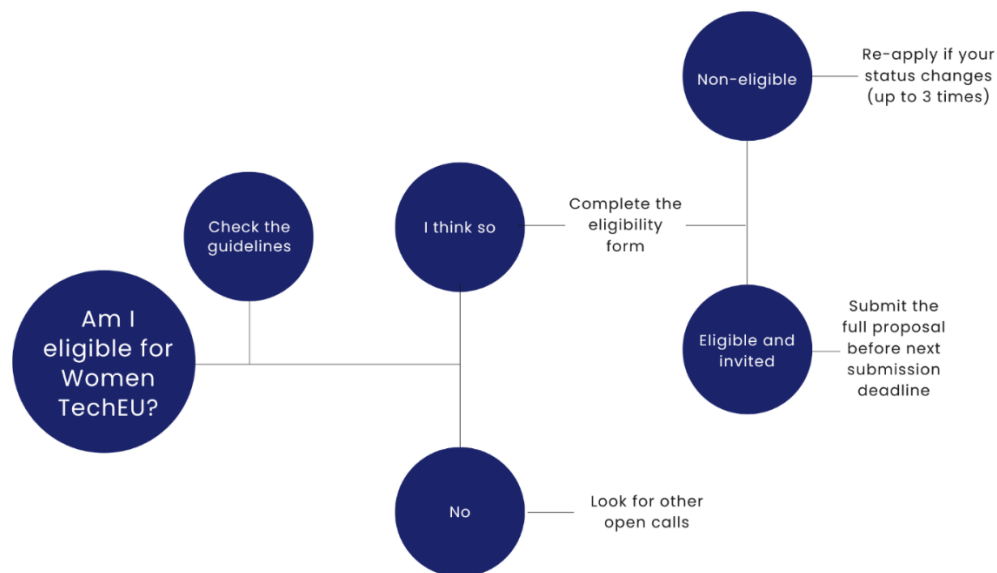 Am I
eligible for
Women
TechEU?
Check the
guidelines
I think so
Complete the
eligibility
form
Non-eligible
Re-apply if your
status changes
(up to 3 times)
Eligible and
invited
Submit the
full proposal
before next
submission
deadline
No
Look for other
open calls